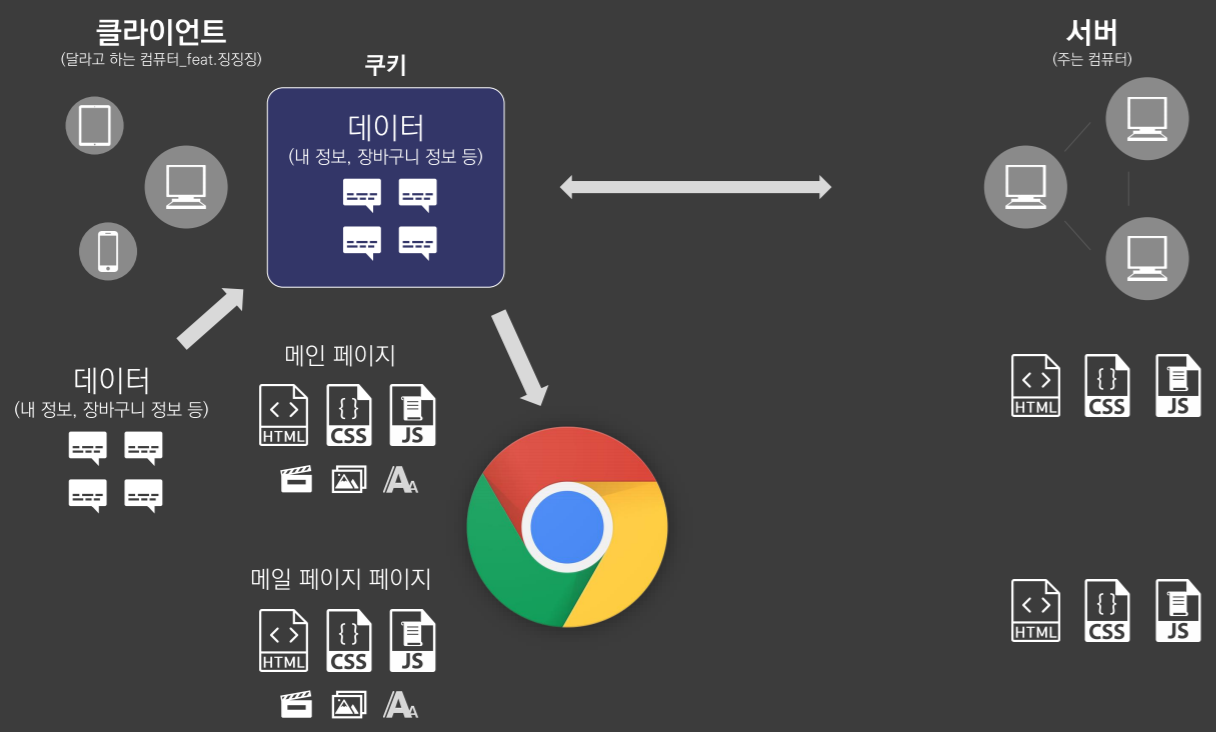 클라이언트
(달라고 하는 컴퓨터_feat.징징징)
쿠키
데이터
(내 정보, 장바구니 정보 등)
서버
(주는 컴퓨터)
데이터
(내 정보, 장바구니 정보 등)
메인 페이지
HTML CSS JS
HTML CSS JS
메일 페이지 페이지
HTML CSS JS
HTML CSS JS